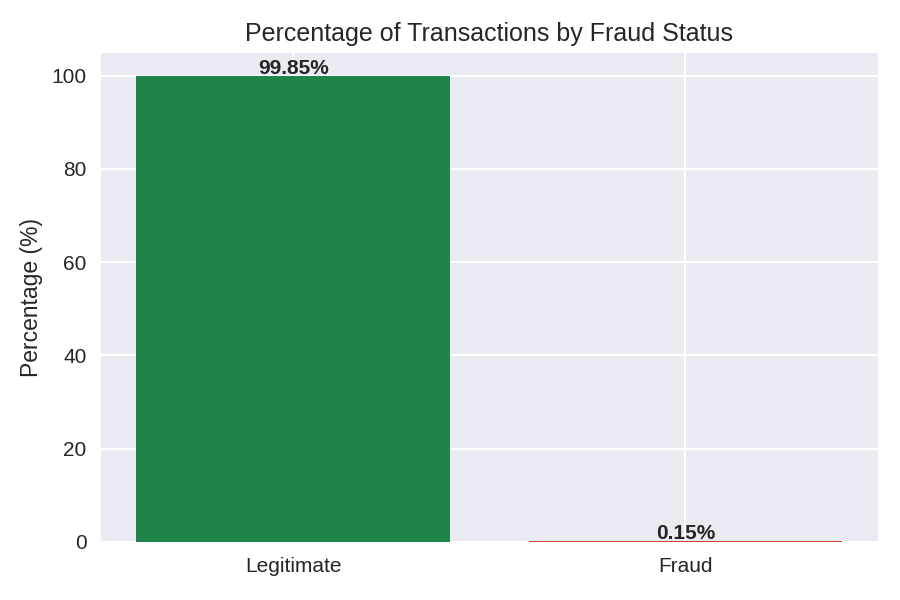 Percentage of Transactions by Fraud Status
Percentage (%)
100
80
60
40
20
0
99.85%
0.15%
Legitimate
Fraud